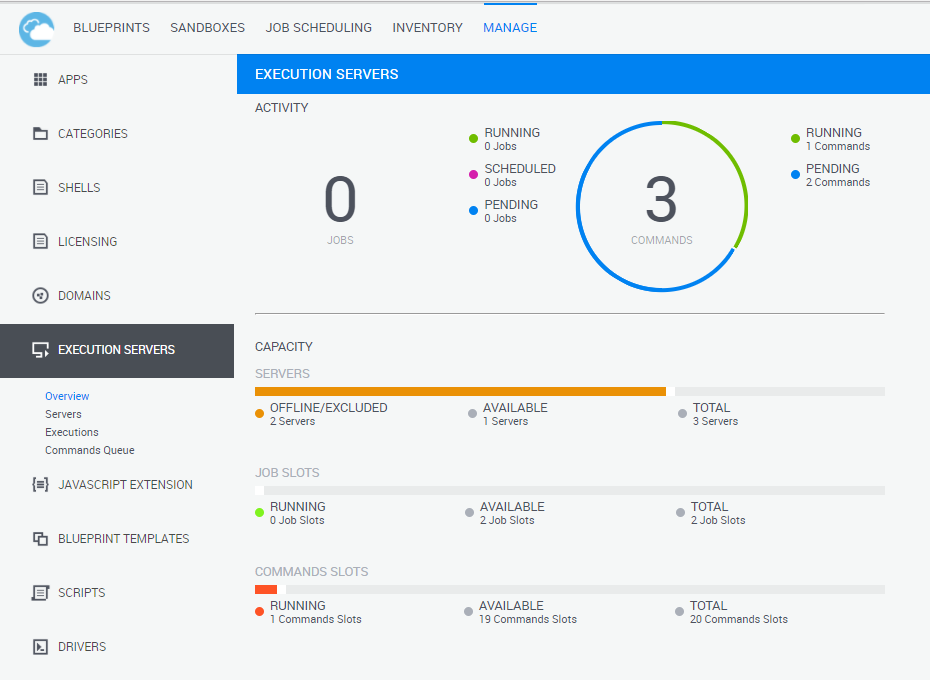 BLUEPRINTS SANDBOXES JOB SCHEDULING INVENTORY MANAGE
APPS
CATEGORIES
SHELLS
LICENSING
DOMAINS
EXECUTION SERVERS
Overview
Servers
Executions
Commands Queue
JAVASCRIPT EXTENSION
BLUEPRINT TEMPLATES
SCRIPTS
DRIVERS
EXECUTION SERVERS
ACTIVITY
0
JOBS
RUNNING
0 Jobs
SCHEDULED
0 Jobs
PENDING
0 Jobs
3
COMMANDS
RUNNING
1 Commands
PENDING
2 Commands
CAPACITY
SERVERS
OFFLINE/EXCLUDED AVAILABLE TOTAL
2 Servers 1 Servers 3 Servers
JOB SLOTS
RUNNING AVAILABLE TOTAL
0 Job Slots 2 Job Slots 2 Job Slots
COMMANDS SLOTS
RUNNING AVAILABLE TOTAL
1 Commands Slots 19 Commands Slots 20 Commands Slots